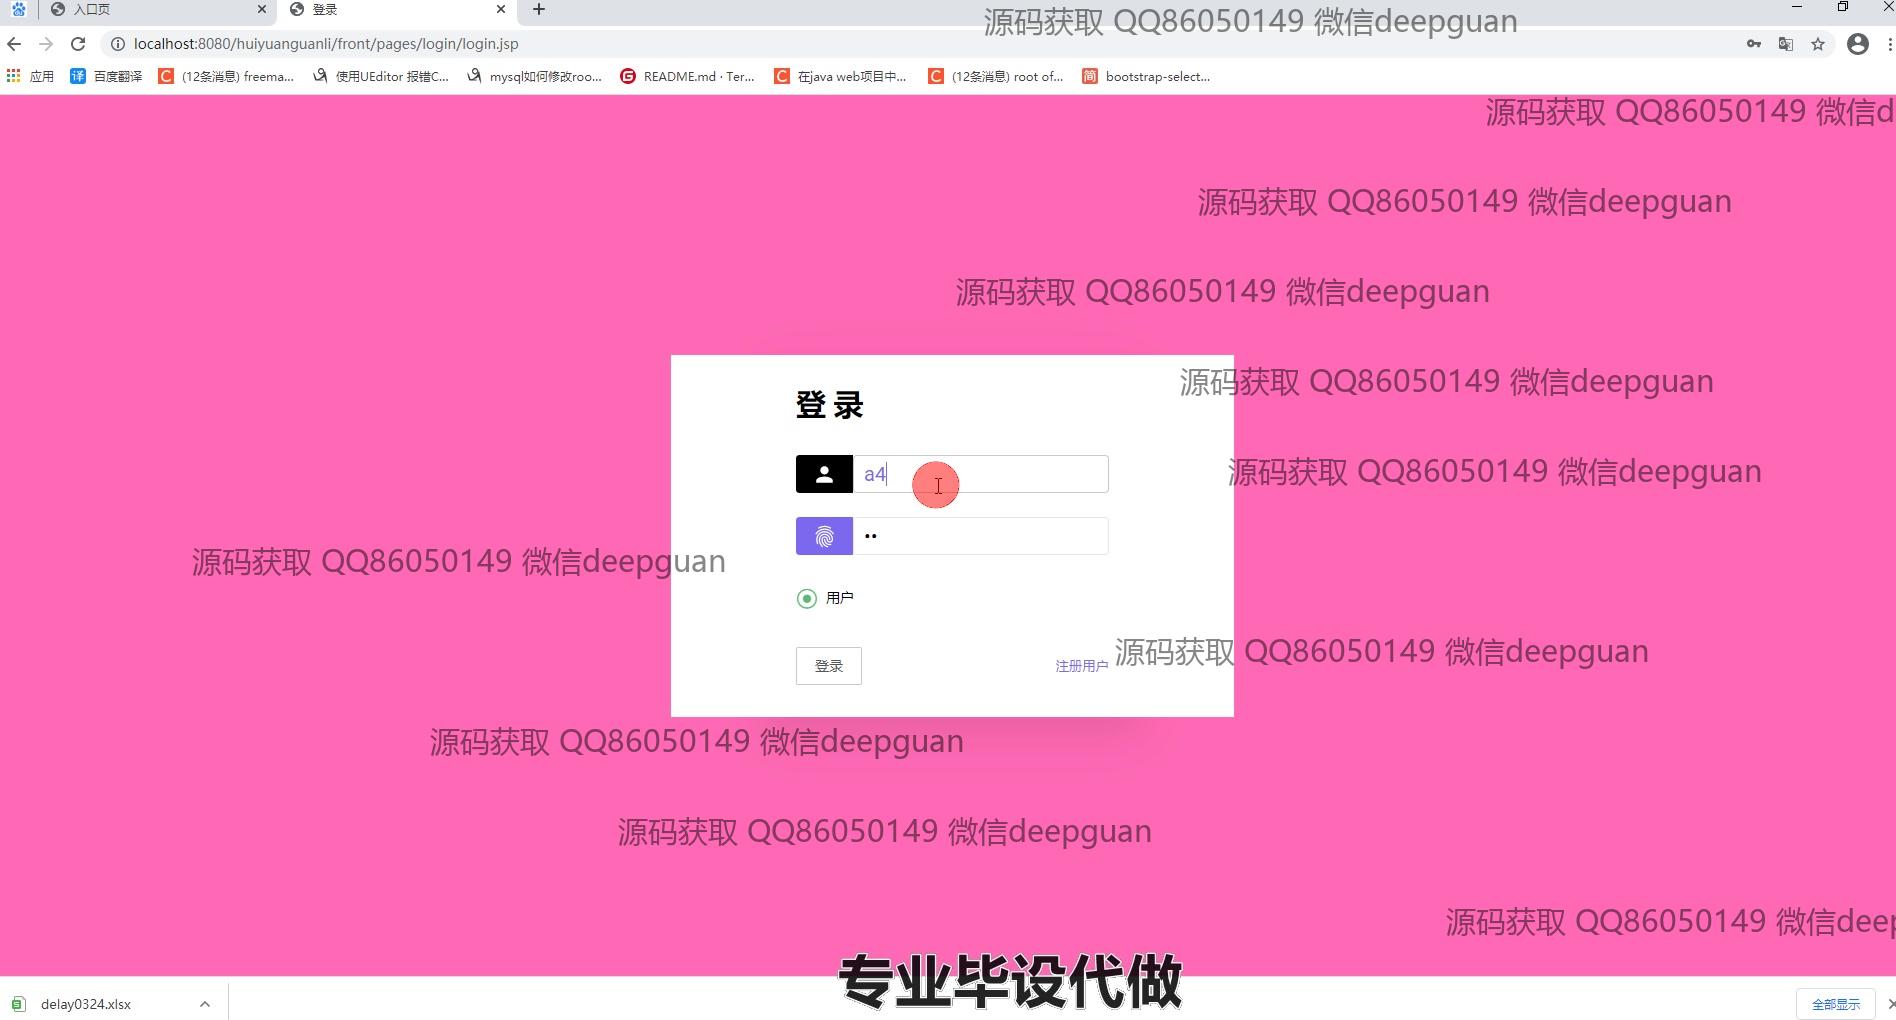 入口页
登录
源码获取 QQ86050149 微信deepguan
localhost:8080/huiyuanguanli/front/pages/login/login.jsp
应用
百度翻译
(12条消息) freema...
使用UEditor 报错C...
mysql如何修改roo...
README.md · Ter...
在java web项目中...
(12条消息) root of...
bootstrap-select...
源码获取 QQ86050149 微信d
源码获取 QQ86050149 微信deepguan
源码获取 QQ86050149 微信deepguan
源码获取 QQ86050149 微信deepguan
登 录
源码获取 QQ86050149 微信deepguan
a4
源码获取 QQ86050149 微信deepguan
用户
源码获取 QQ86050149 微信deepguan
登录
注册用户
源码获取 QQ86050149 微信deepguan
源码获取 QQ86050149 微信deepguan
源码获取 QQ86050149 微信deep
专业毕设代做
delay0324.xlsx
全部显示